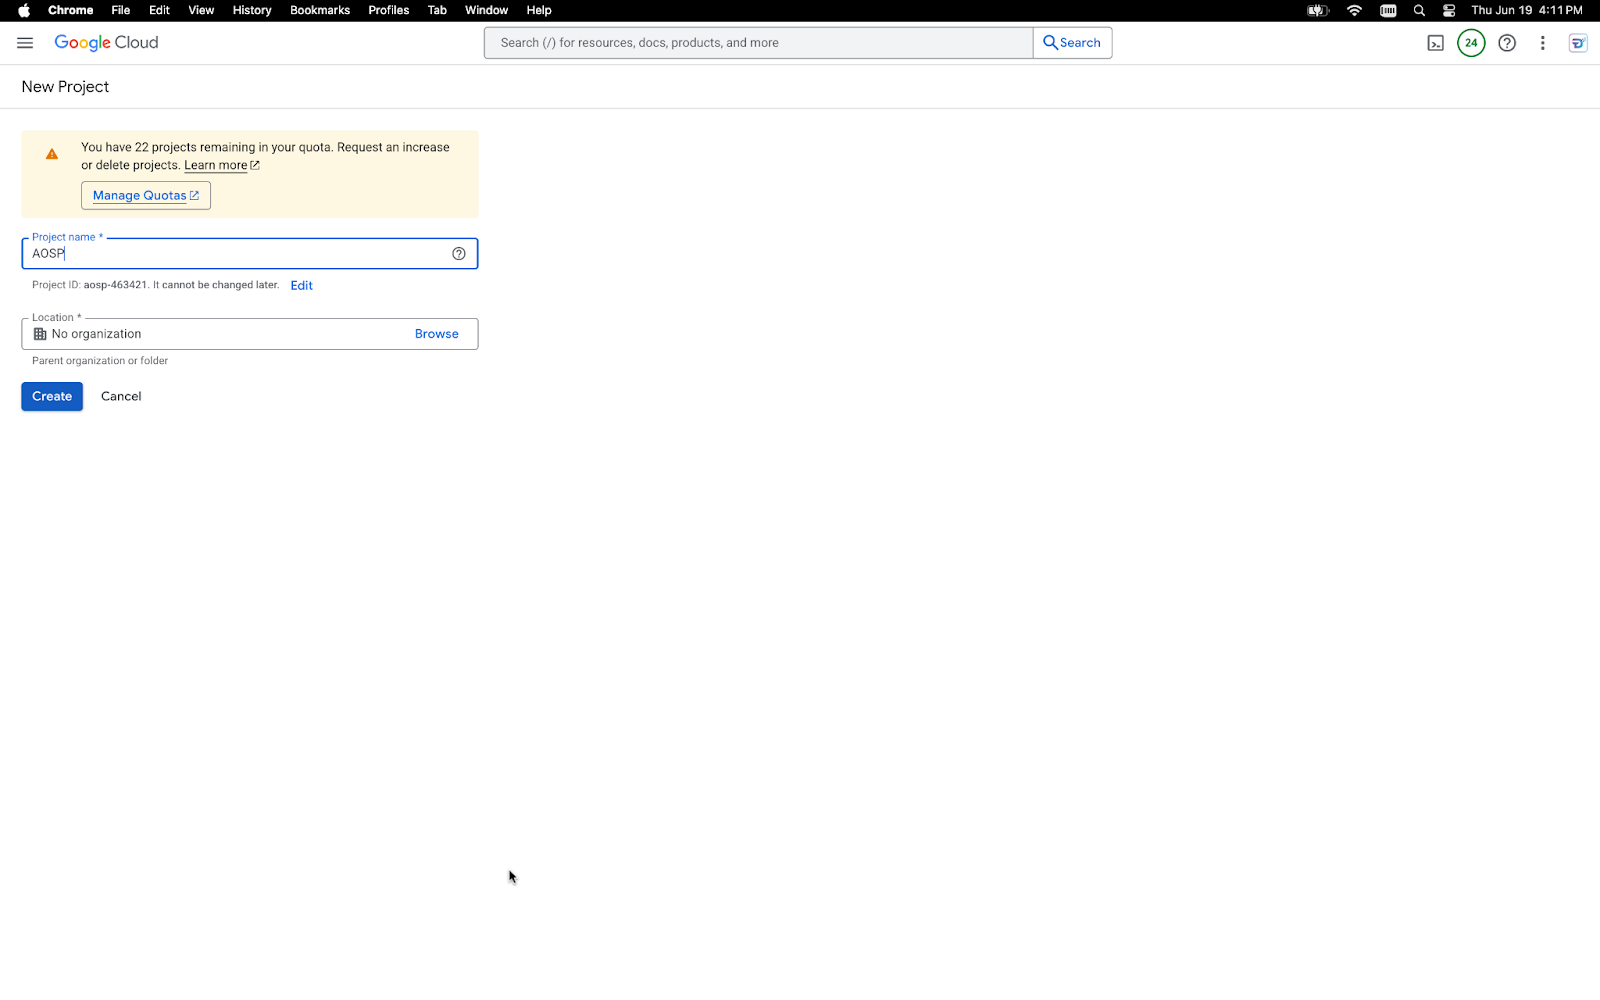 Chrome File Edit View History Bookmarks Profiles Tab Window Help Thu Jun 19 4:11 PM
Google Cloud Search (/) for resources, docs, products, and more Search 24
New Project
You have 22 projects remaining in your quota. Request an increase
or delete projects. Learn more
Manage Quotas
Project name *
AOSP
Project ID: aosp-463421. It cannot be changed later. Edit
Location *
No organization Browse
Parent organization or folder
Create Cancel